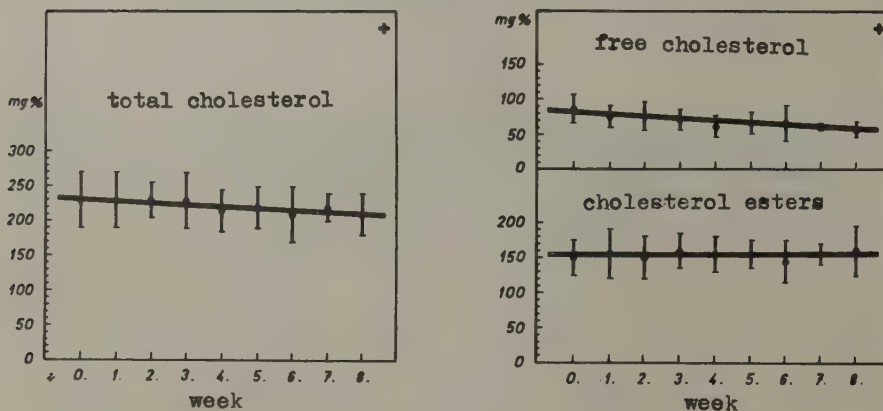 +
mg%
total cholesterol
300
250
200
150
100
50
0
0. 1. 2. 3. 4. 5. 6. 7. 8.
week
+
mg%
free cholesterol
150
100
50
0
cholesterol esters
200
150
100
50
0
0. 1. 2. 3. 4. 5. 6. 7. 8.
week